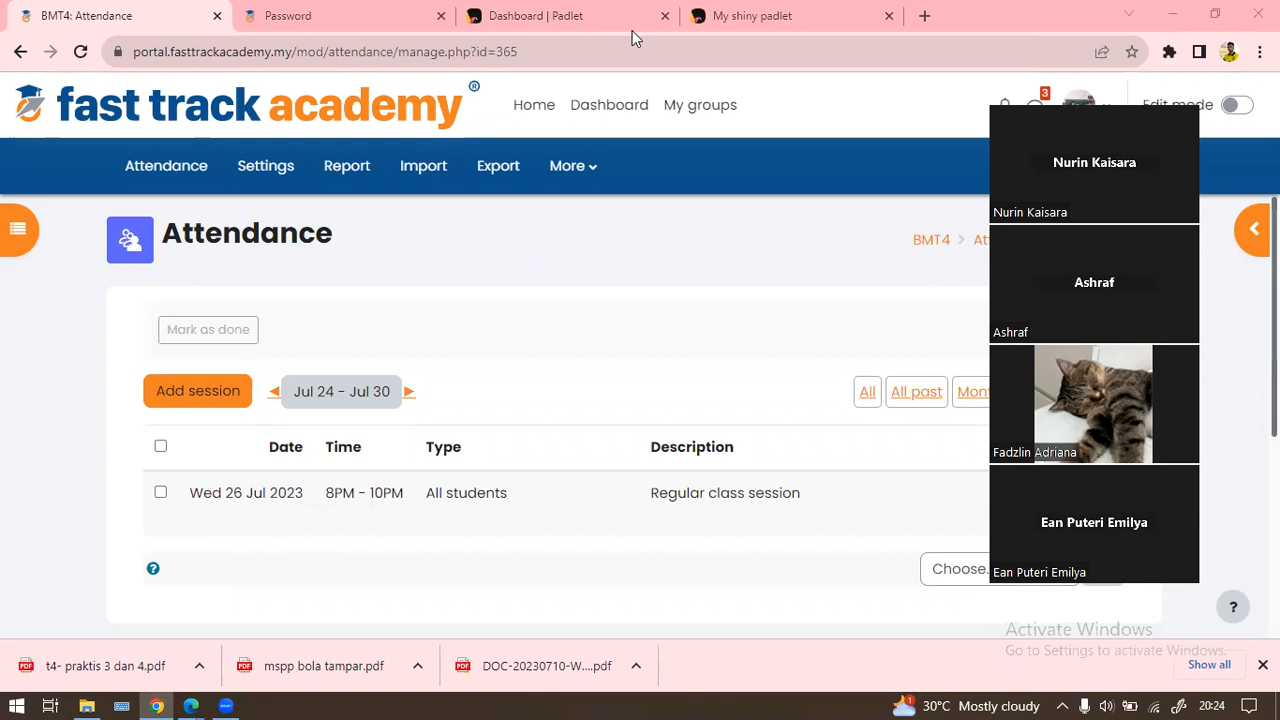 BMT4: Attendance
Password
Dashboard | Padlet
My shiny padlet
portal.fasttrackacademy.my/mod/attendance/manage.php?id=365
fast track academy ®
Home Dashboard My groups
3
Edit mode
Attendance Settings Report Import Export More
Attendance
BMT4
Mark as done
Add session
Jul 24 - Jul 30
All All past
Date Time Type Description
Wed 26 Jul 2023 8PM - 10PM All students Regular class session
Choose.
?
?
Nurin Kaisara
Nurin Kaisara
Ashraf
Ashraf
Fadzlin Adriana
Ean Puteri Emilya
Ean Puteri Emilya
Activate Windows
Go to Settings to activate Windows.
t4- praktis 3 dan 4.pdf
mspp bola tampar.pdf
DOC-20230710-W....pdf
Show all
1
30°C Mostly cloudy
20:24